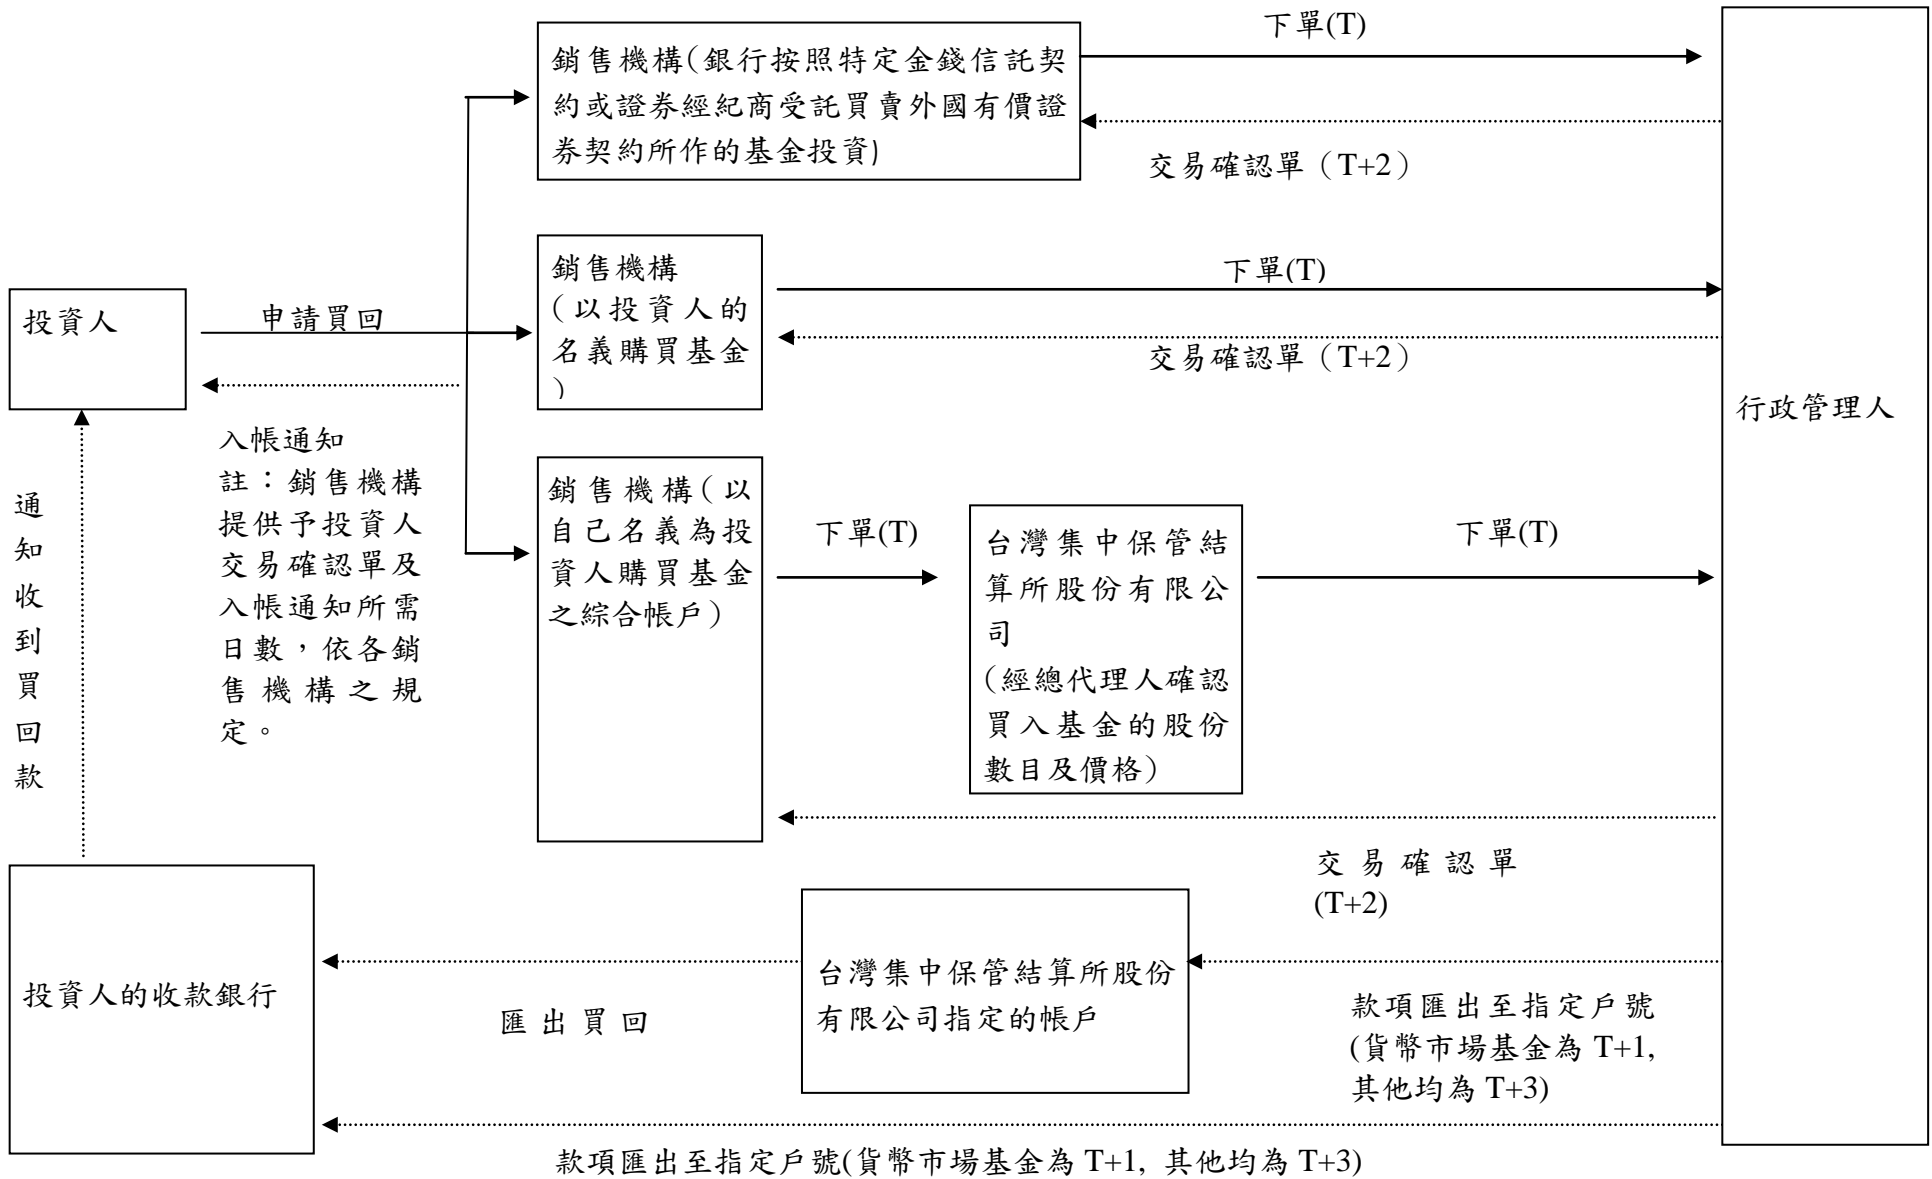 下單(T)
銷售機構(銀行按照特定金錢信託契
約或證券經紀商受託買賣外國有價證
券契約所作的基金投資)
交易確認單（T+2）
銷售機構
（以投資人的
名義購買基金
）
下單(T)
交易確認單（T+2）
投資人
申請買回
行政管理人
入帳通知
註：銷售機構
提供予投資人
交易確認單及
入帳通知所需
日數，依各銷
售機構之規
定。
通
知
收
到
買
回
款
銷售機構(以
自己名義為投
資人購買基金
之綜合帳戶)
下單(T)
台灣集中保管結
算所股份有限公
司
(經總代理人確認
買入基金的股份
數目及價格)
下單(T)
交易確認單
(T+2)
投資人的收款銀行
匯出買回
台灣集中保管結算所股份
有限公司指定的帳戶
款項匯出至指定戶號
(貨幣市場基金為 T+1,
其他均為 T+3)
款項匯出至指定戶號(貨幣市場基金為 T+1, 其他均為 T+3)